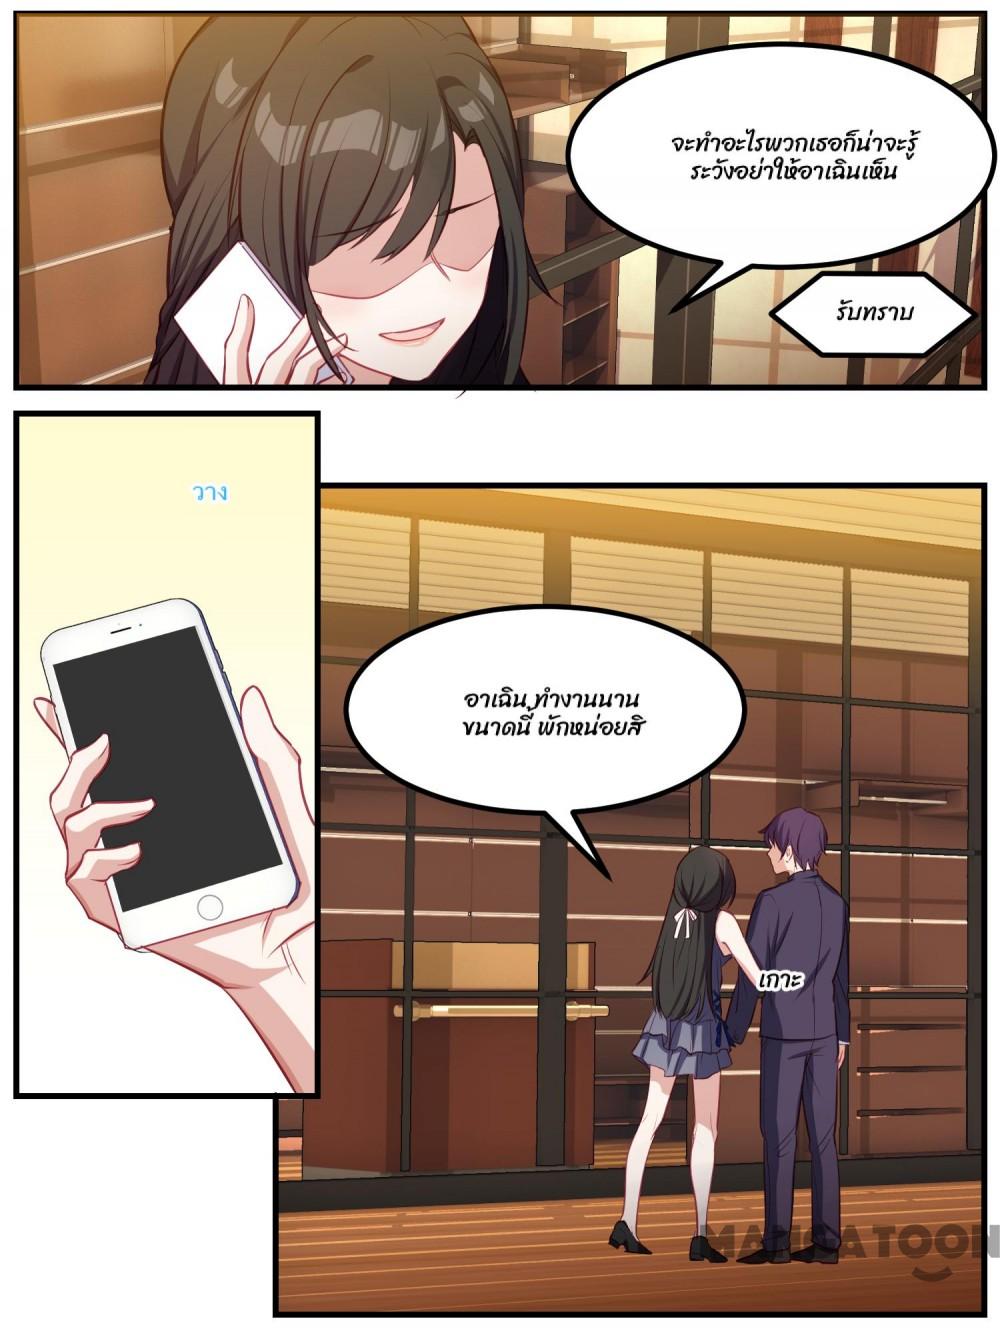 จะทำอะไรพวกเธอก็น่าจะรู้
ระวังอย่าให้อาเฉินเห็น
รับทราบ
วาง
อาเฉิน ทำงานนาน
ขนาดนี้ พักหน่อยสิ
เกาะ
MANGATOON